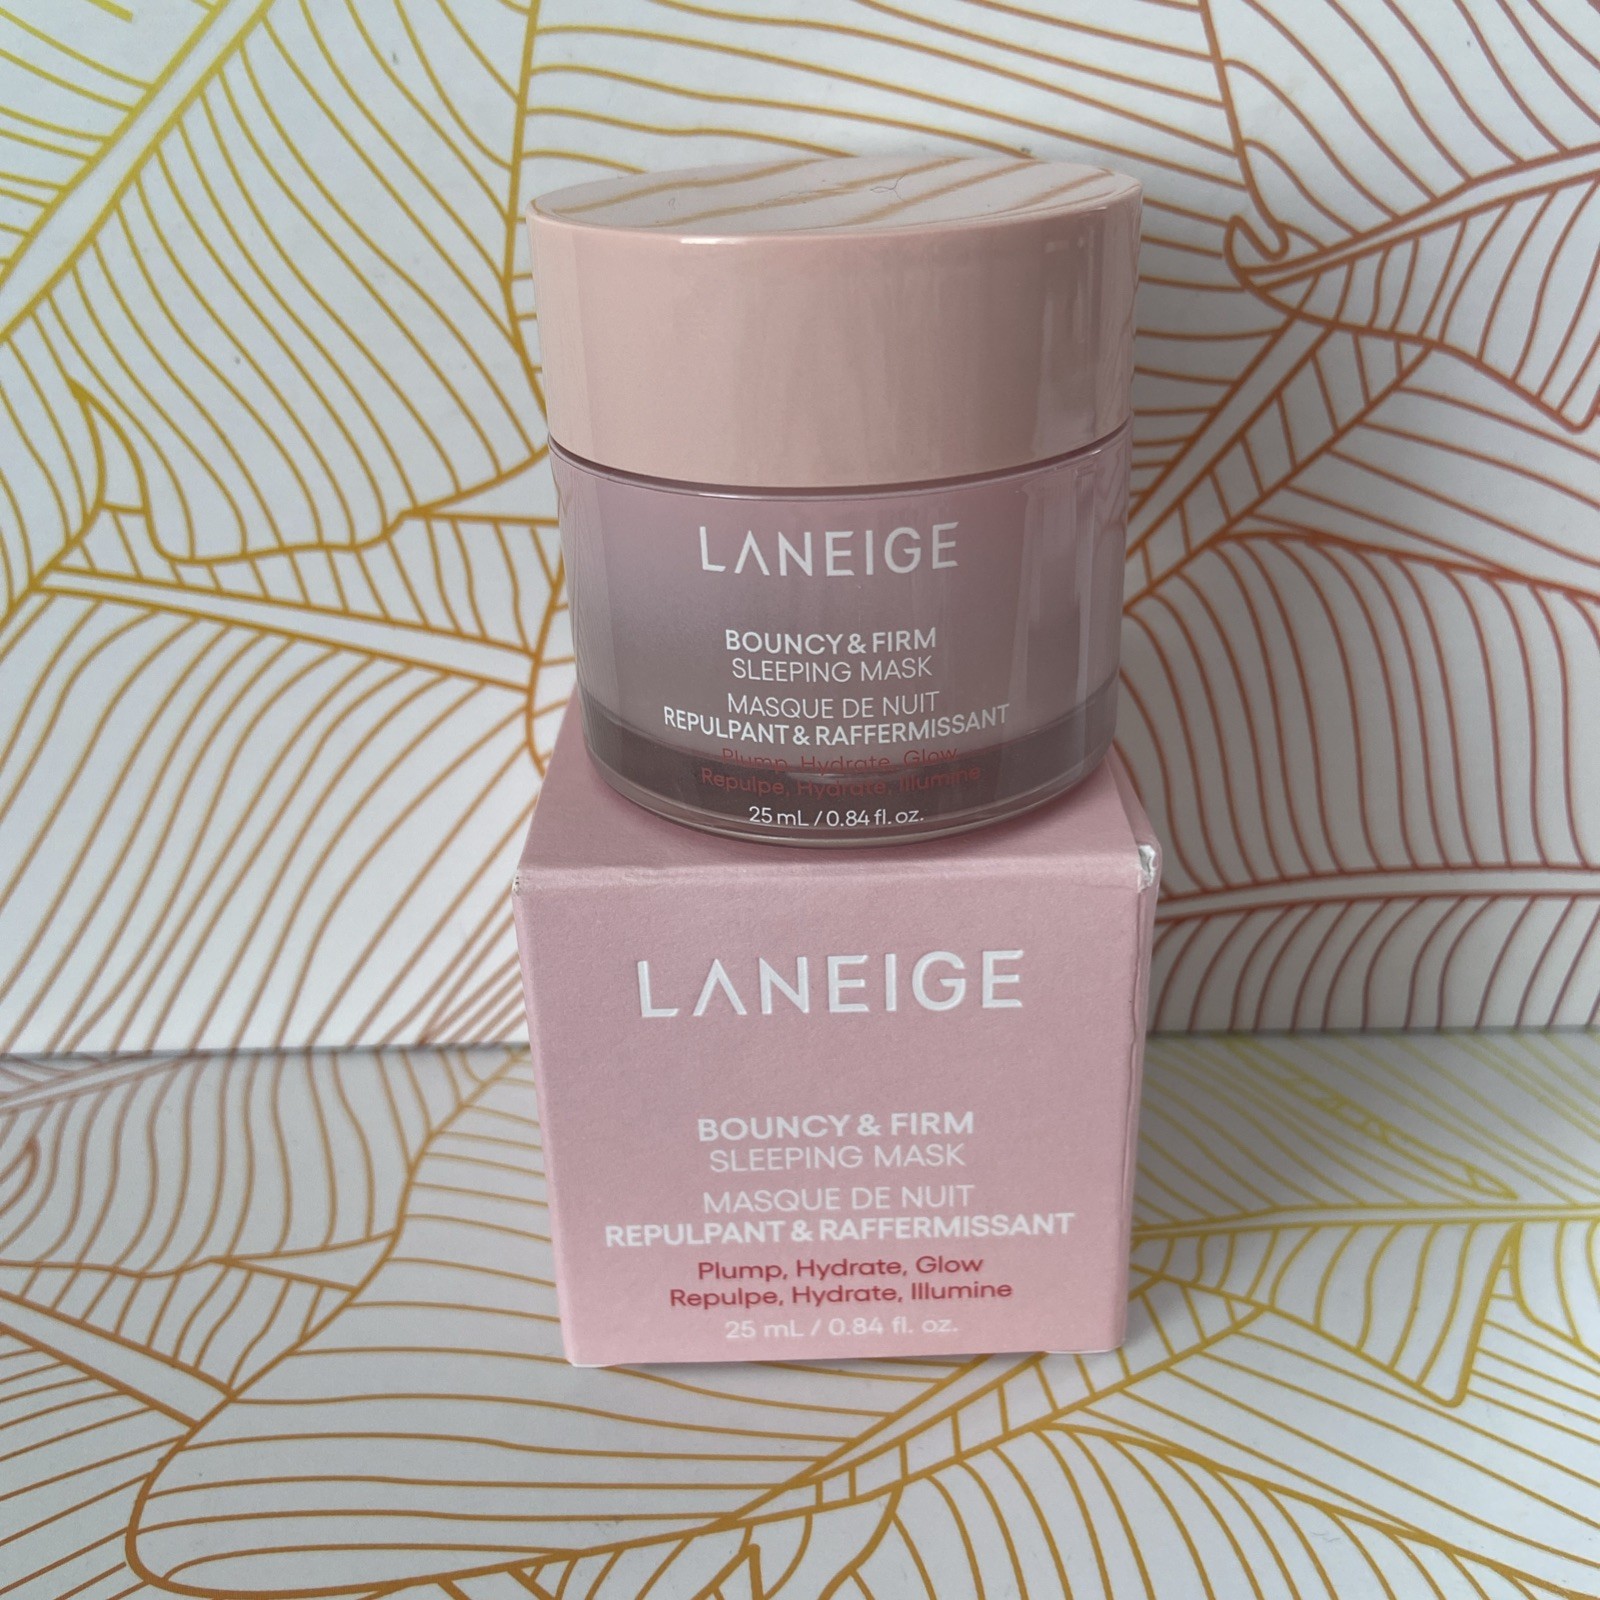 LANEIGE
BOUNCY & FIRM
SLEEPING MASK
MASQUE DE NUIT
REPULPANT & RAFFERMISSANT
Plump, Hydrate, Glow
Repulpe, Hydrate, Illumine
25 mL / 0.84 fl. oz.
LANEIGE
BOUNCY & FIRM
SLEEPING MASK
MASQUE DE NUIT
REPULPANT & RAFFERMISSANT
Plump, Hydrate, Glow
Repulpe, Hydrate, Illumine
25 mL / 0.84 fl. oz.